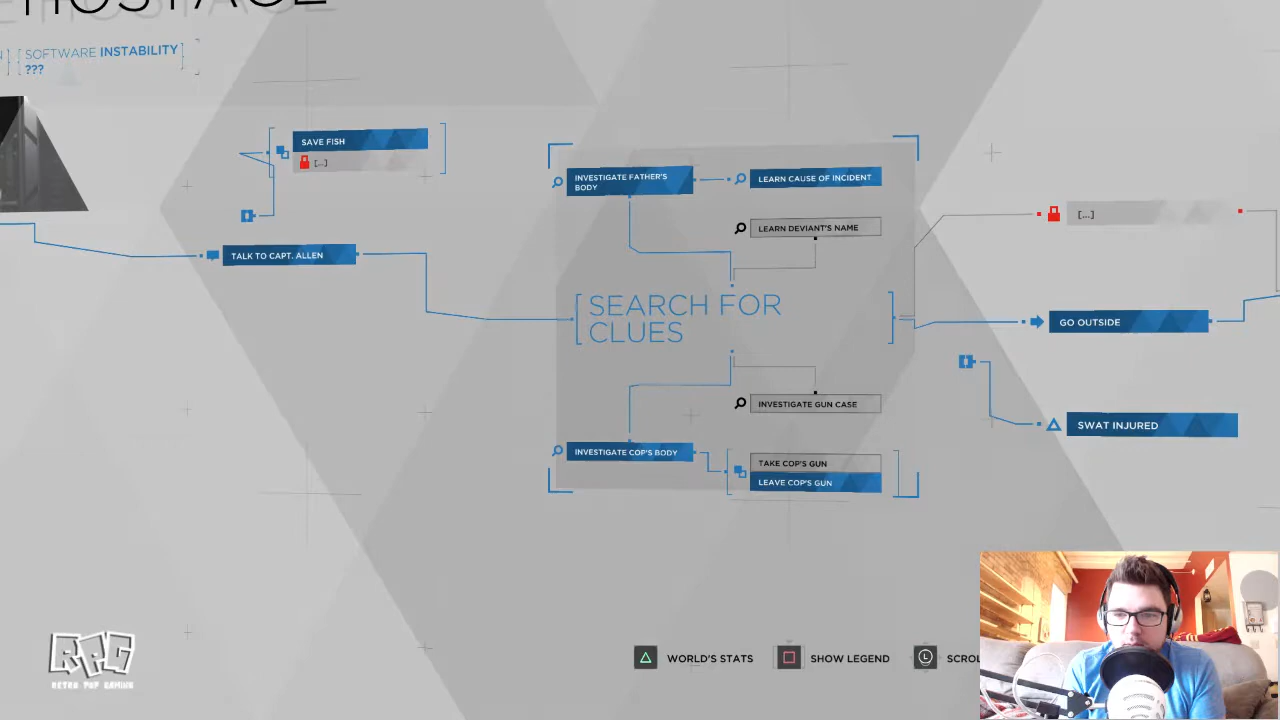 SOFTWARE INSTABILITY
???
SAVE FISH
[...]
TALK TO CAPT. ALLEN
INVESTIGATE FATHER'S
BODY
LEARN CAUSE OF INCIDENT
LEARN DEVIANT'S NAME
SEARCH FOR
CLUES
INVESTIGATE GUN CASE
INVESTIGATE COP'S BODY
TAKE COP'S GUN
LEAVE COP'S GUN
[...]
GO OUTSIDE
SWAT INJURED
WORLD'S STATS
SHOW LEGEND
L
RPG
RETRO POP GAMING